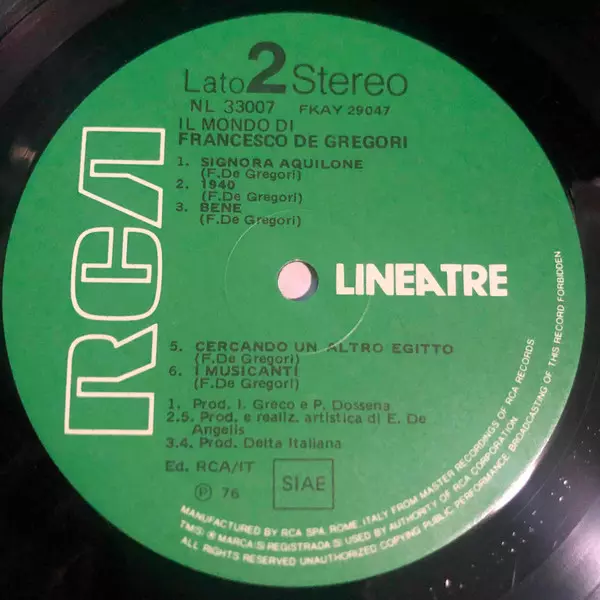 Lato 2 Stereo
NL 33007 FKAY 29047
IL MONDO DI
FRANCESCO DE GREGORI
1. SIGNORA AQUILONE
(F.De Gregori)
2. 1940
(F.De Gregori)
3. BENE
(F.De Gregori)
RCA
LINEATRE
5. CERCANDO UN ALTRO EGITTO
(F.De Gregori)
6. I MUSICANTI
(F.De Gregori)
1. Prod. I. Greco e P. Dossena
2.5. Prod. e realiz. artistica di E. De
Angelis
3.4. Prod. Delta Italiana
Ed. RCA/IT
℗ 76
SIAE
MANUFACTURED BY RCA SPA, ROME, ITALY FROM MASTER RECORDINGS OF RCA RECORDS
TM(S) ® MARCA(S) REGISTRADA(S) USED BY AUTHORITY OF RCA CORPORATION
ALL RIGHTS RESERVED UNAUTHORIZED COPYING PUBLIC PERFORMANCE BROADCASTING OF THIS RECORD FORBIDDEN